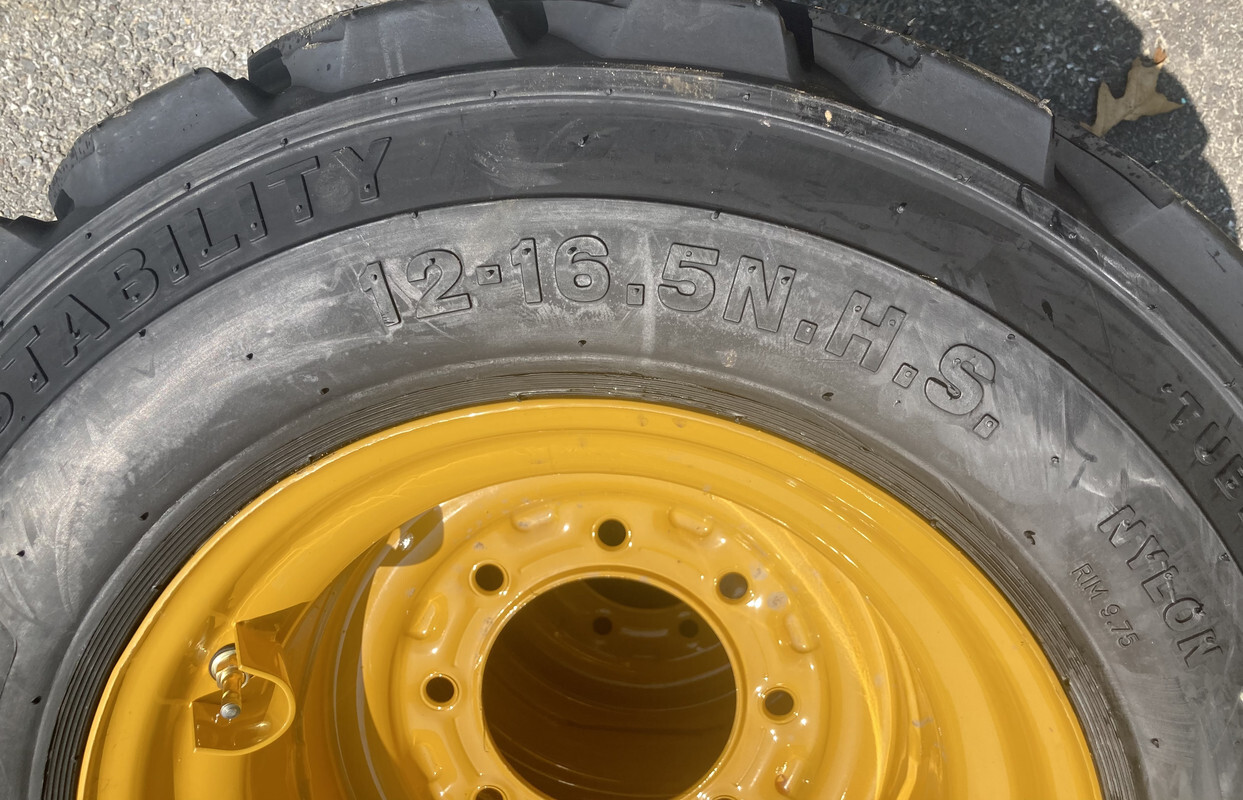 STABILITY
12-16.5N.H.S.
NYLON
RIM 9.75